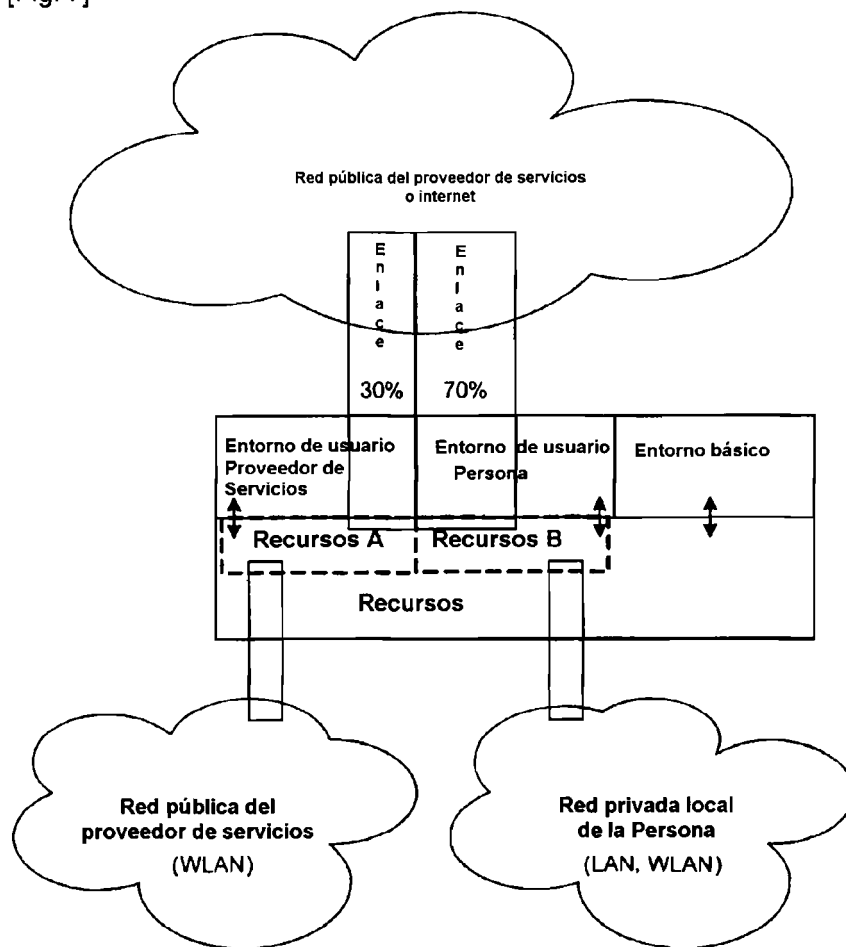 Red pública del proveedor de servicios
o internet
Enlace
Enlace
30%
70%
Entorno de usuario
Proveedor de
Servicios
Entorno de usuario
Persona
Entorno básico
Recursos A
Recursos B
Recursos
Red pública del
proveedor de servicios
(WLAN)
Red privada local
de la Persona
(LAN, WLAN)